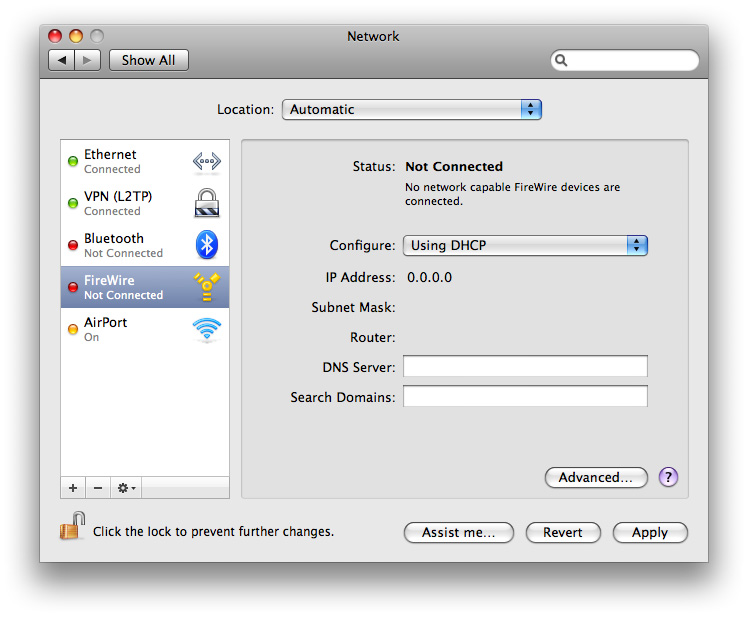 Network
Show All
Location: Automatic
Ethernet
Connected
VPN (L2TP)
Connected
Bluetooth
Not Connected
FireWire
Not Connected
AirPort
On
Status: Not Connected
No network capable FireWire devices are
connected.
Configure: Using DHCP
IP Address: 0.0.0.0
Subnet Mask:
Router:
DNS Server:
Search Domains:
Advanced... ?
Click the lock to prevent further changes.
Assist me... Revert Apply